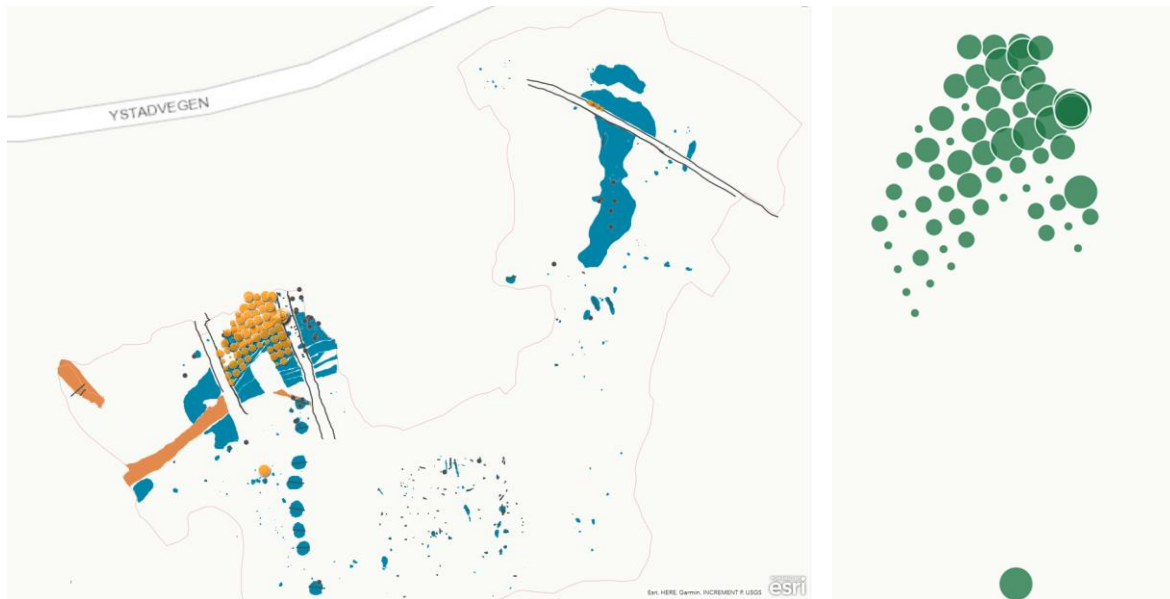 YSTADVEGEN
Esri, HERE, Garmin, INCREMENT P, USGS
esri